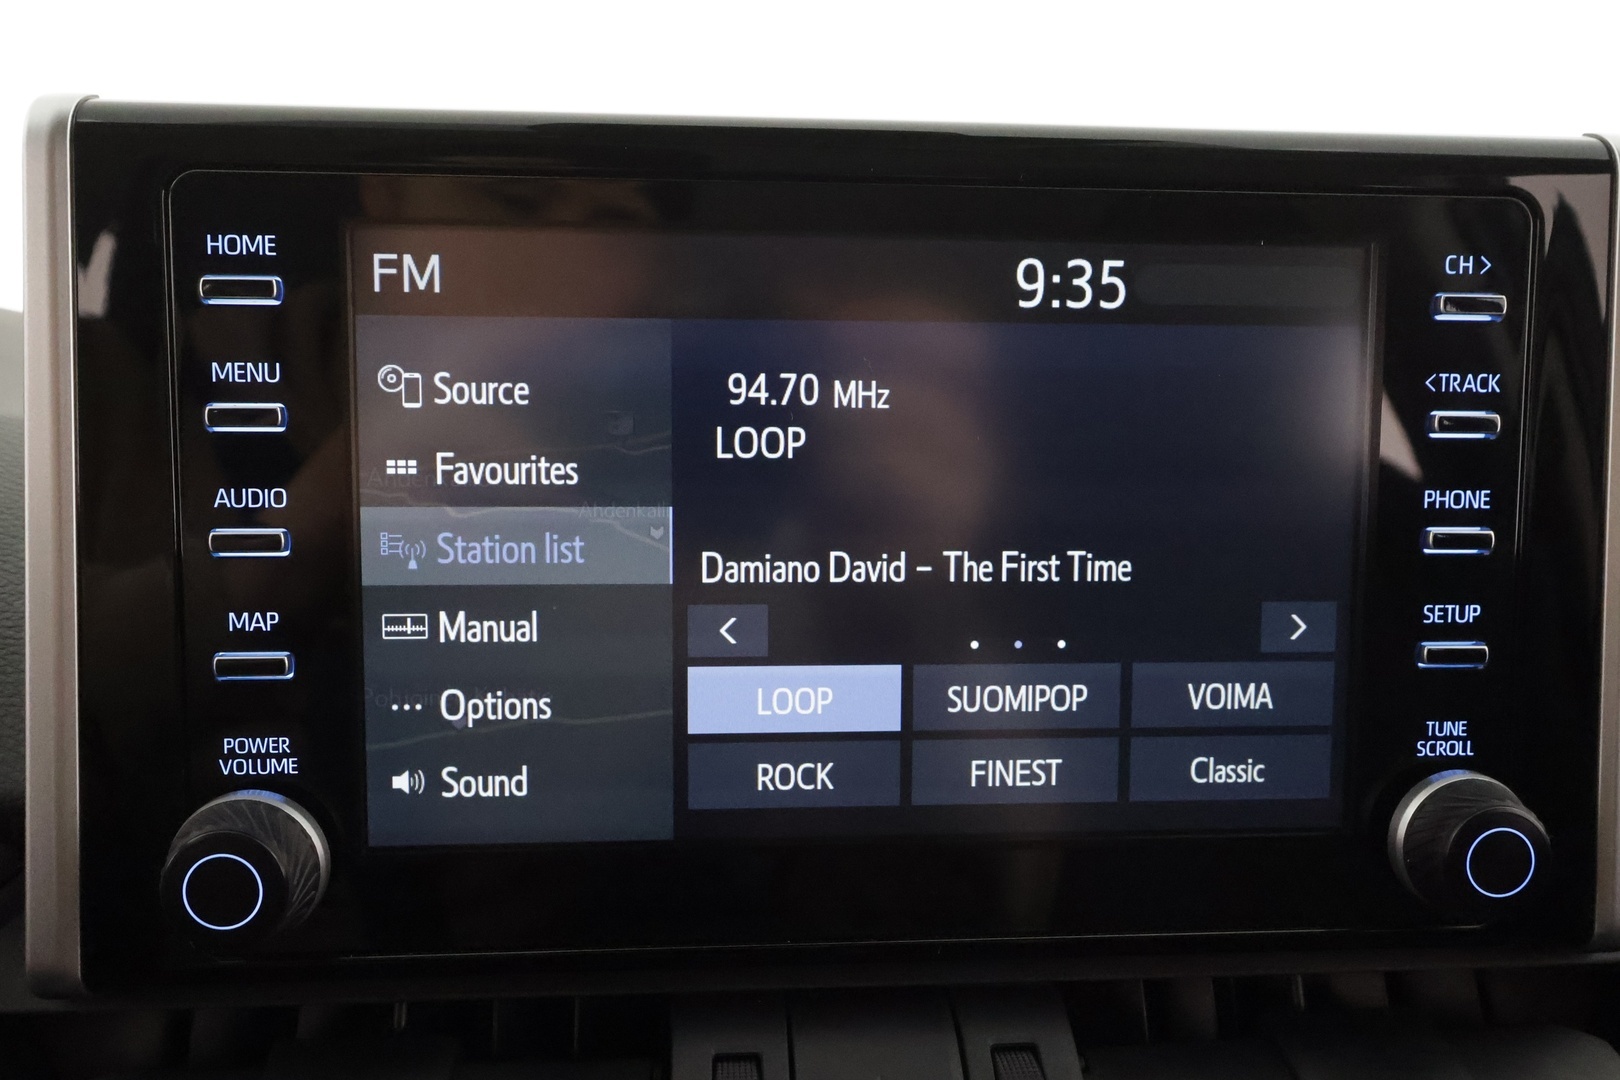 HOME
MENU
AUDIO
MAP
POWER
VOLUME
FM
9:35
Source
Favourites
Station list
Manual
Options
Sound
94.70 MHz
LOOP
Damiano David – The First Time
<
>
LOOP
SUOMIPOP
VOIMA
ROCK
FINEST
Classic
CH >
< TRACK
PHONE
SETUP
TUNE
SCROLL